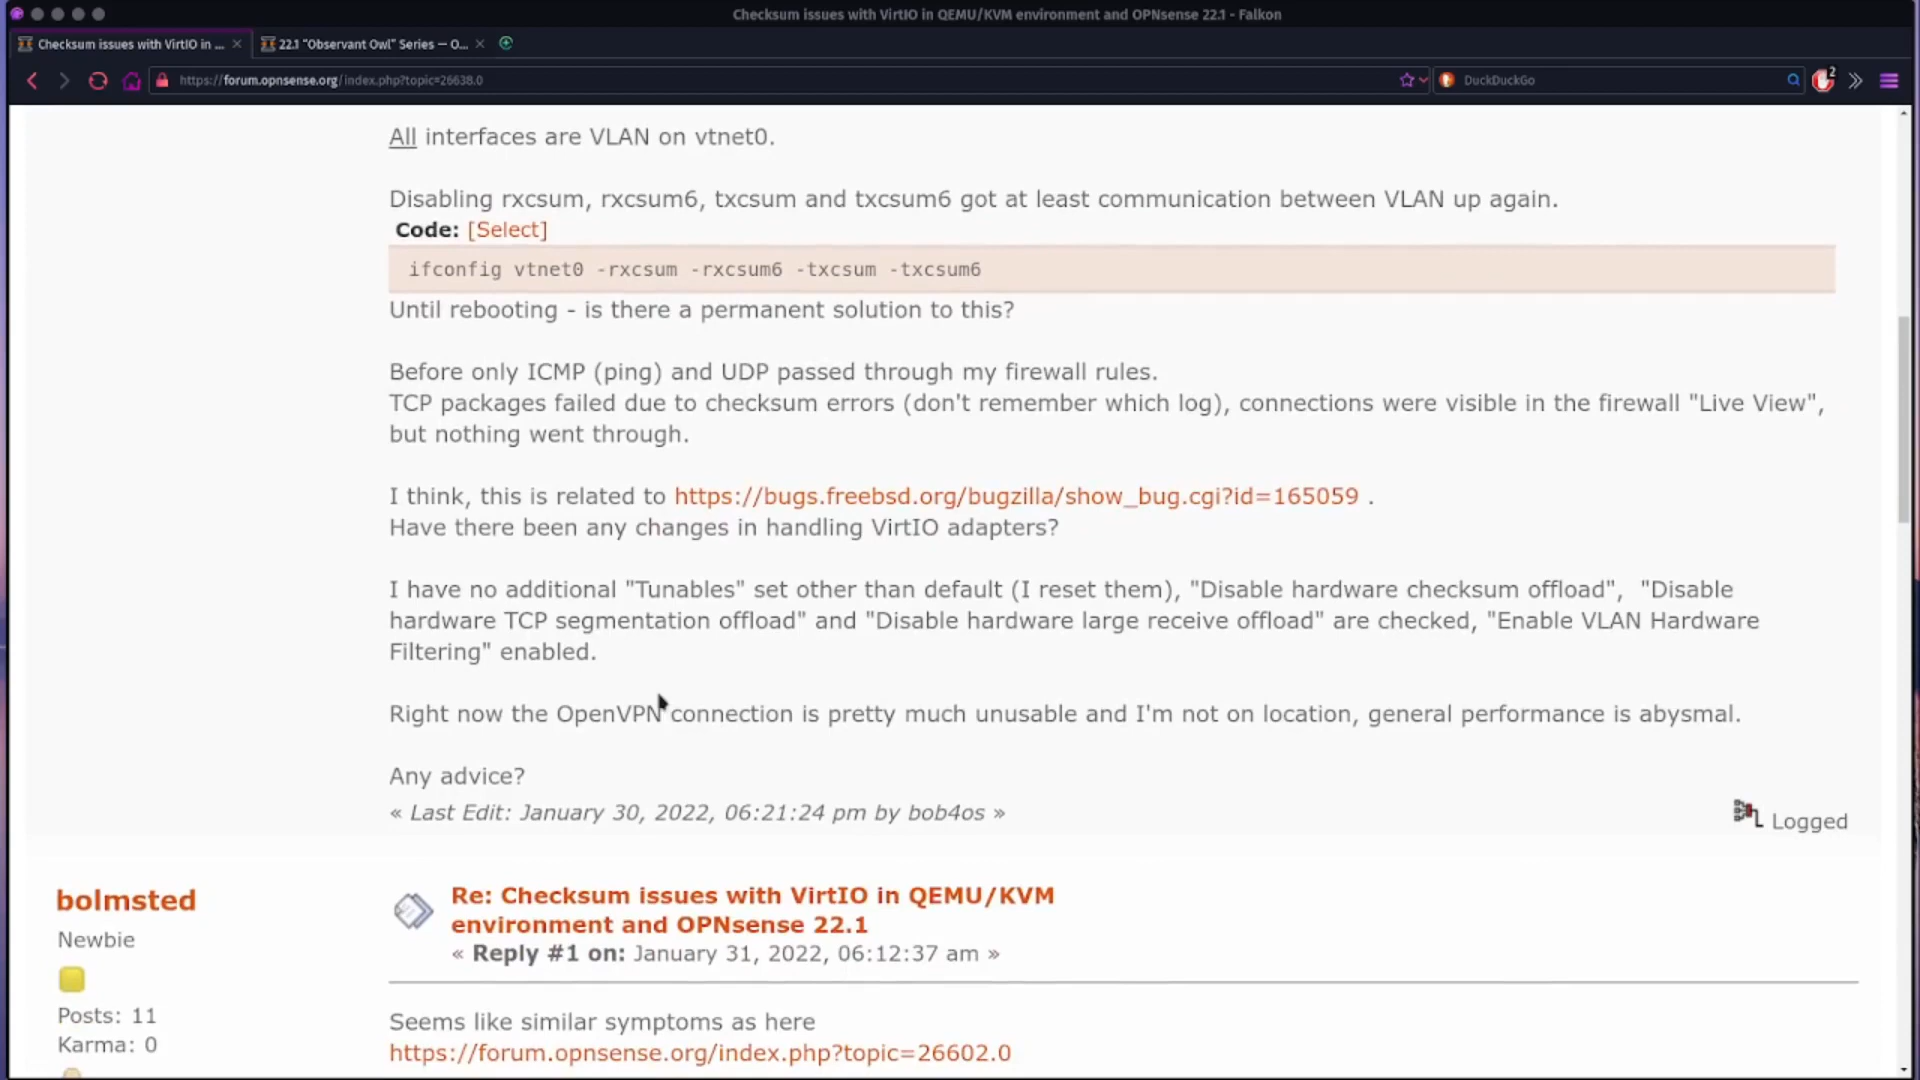 Checksum issues with VirtIO in QEMU/KVM environment and OPNsense 22.1 - Falkon
Checksum issues with VirtIO in ...
22.1 "Observant Owl" Series — O...
https://forum.opnsense.org/index.php?topic=26638.0
DuckDuckGo
2
All interfaces are VLAN on vtnet0.
Disabling rxcsum, rxcsum6, txcsum and txcsum6 got at least communication between VLAN up again.
Code: [Select]
ifconfig vtnet0 -rxcsum -rxcsum6 -txcsum -txcsum6
Until rebooting - is there a permanent solution to this?
Before only ICMP (ping) and UDP passed through my firewall rules.
TCP packages failed due to checksum errors (don't remember which log), connections were visible in the firewall "Live View",
but nothing went through.
I think, this is related to https://bugs.freebsd.org/bugzilla/show_bug.cgi?id=165059 .
Have there been any changes in handling VirtIO adapters?
I have no additional "Tunables" set other than default (I reset them), "Disable hardware checksum offload", "Disable
hardware TCP segmentation offload" and "Disable hardware large receive offload" are checked, "Enable VLAN Hardware
Filtering" enabled.
Right now the OpenVPN connection is pretty much unusable and I'm not on location, general performance is abysmal.
Any advice?
« Last Edit: January 30, 2022, 06:21:24 pm by bob4os »
Logged
bolmsted
Newbie
Posts: 11
Karma: 0
Re: Checksum issues with VirtIO in QEMU/KVM
environment and OPNsense 22.1
« Reply #1 on: January 31, 2022, 06:12:37 am »
Seems like similar symptoms as here
https://forum.opnsense.org/index.php?topic=26602.0